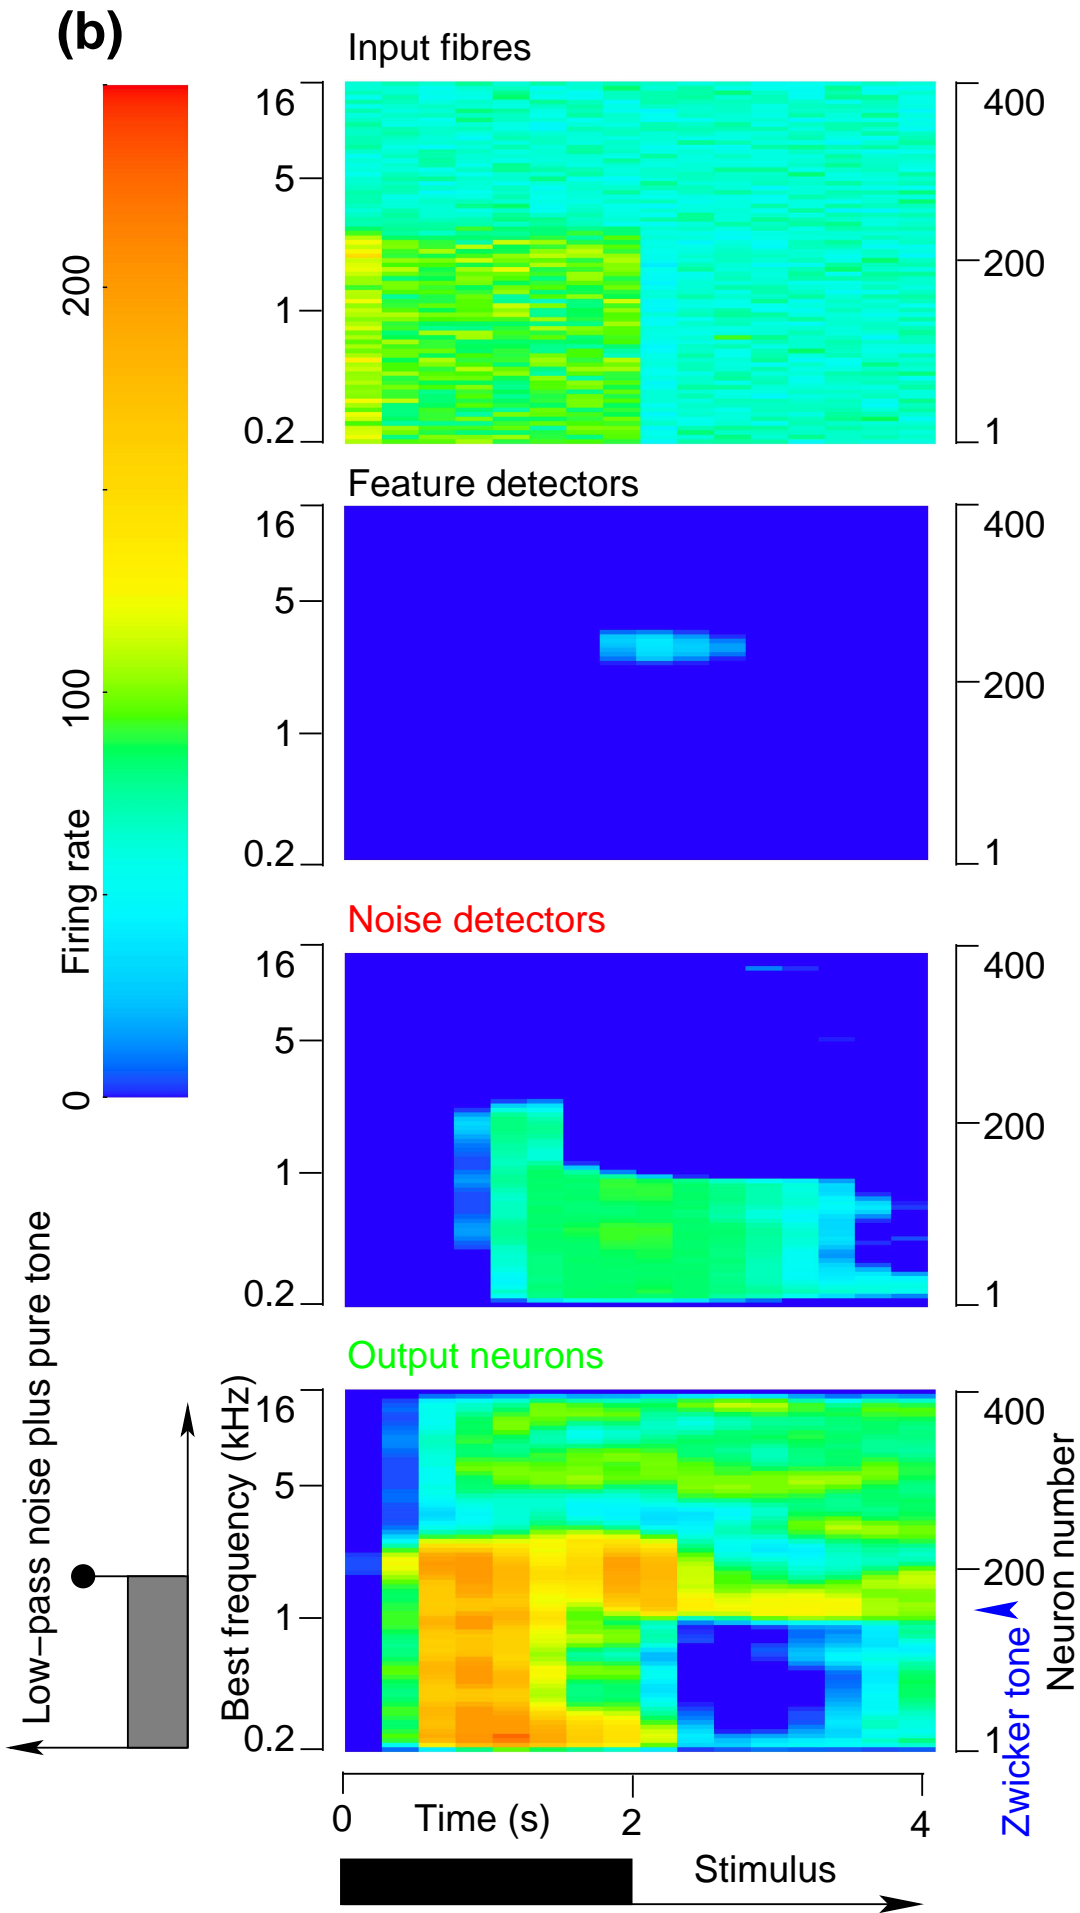 (b)
Input fibres
16
5
1
0.2
400
200
1
Feature detectors
16
5
1
0.2
400
200
1
Noise detectors
16
5
1
0.2
400
200
1
Output neurons
16
5
1
0.2
400
200
1
Best frequency (kHz)
Neuron number
Zwicker tone
Firing rate
0
100
200
Low-pass noise plus pure tone
0
2
4
Time (s)
Stimulus